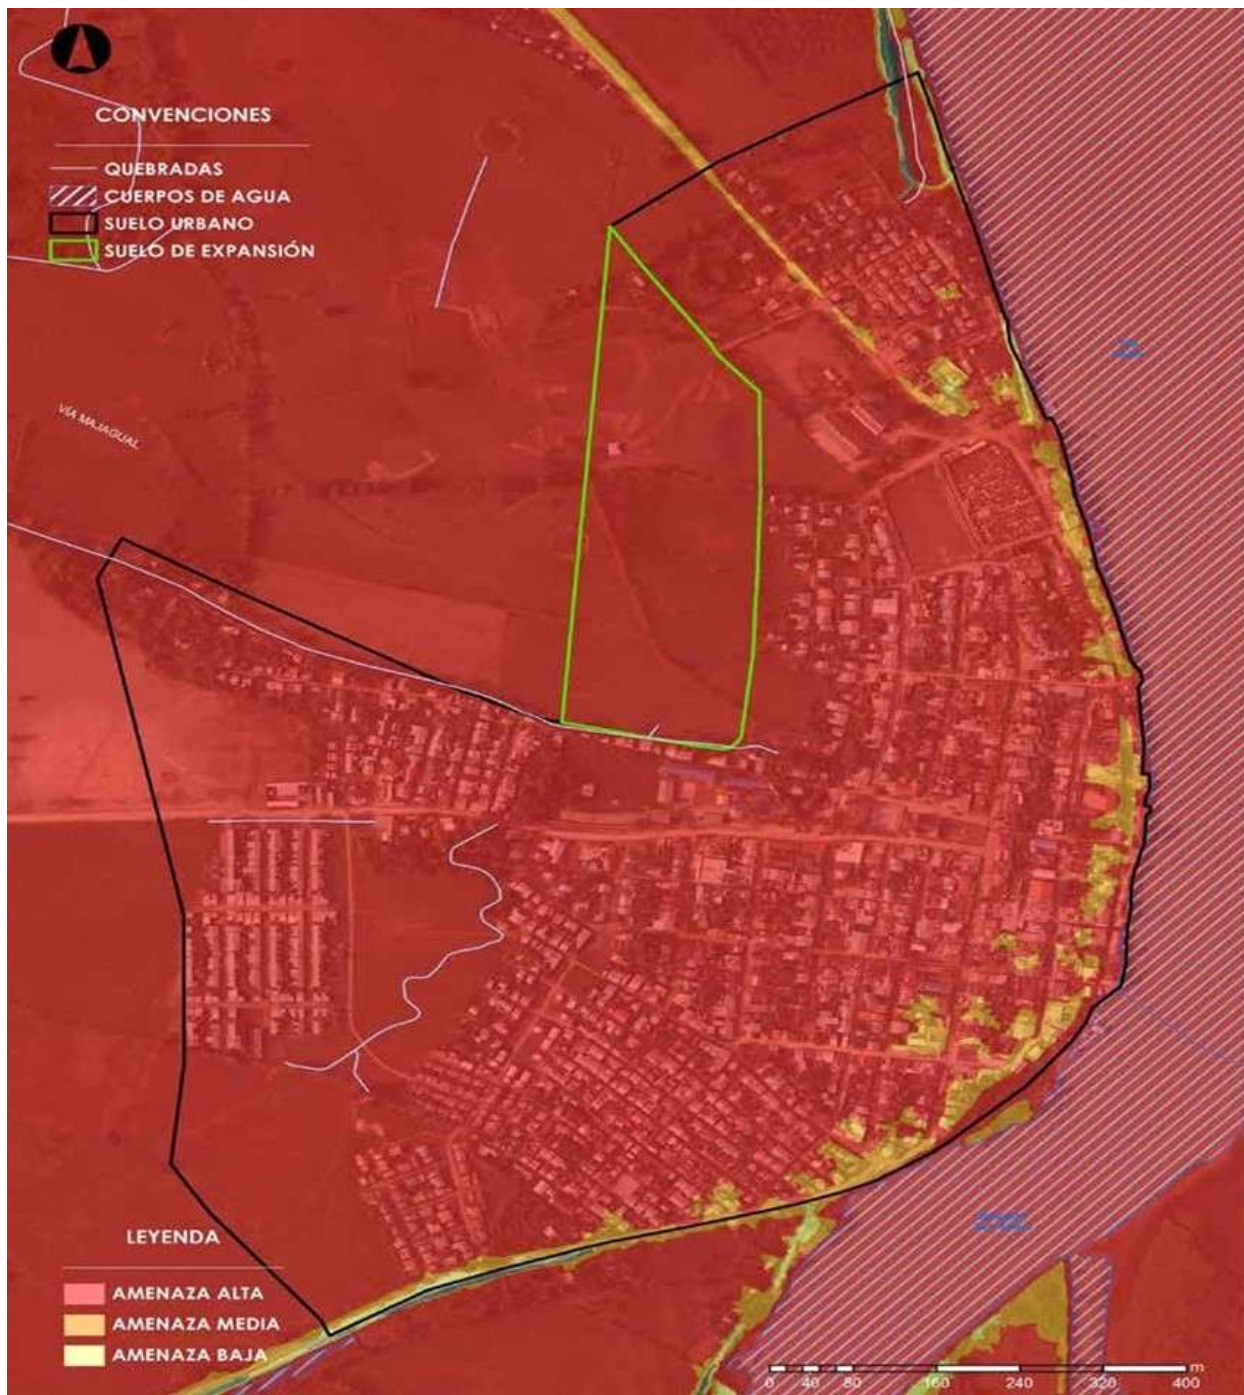 CONVENCIONES
QUEBRADAS
CUERPOS DE AGUA
SUELO URBANO
SUELO DE EXPANSIÓN
VÍA MAJAGUAL
LEYENDA
AMENAZA ALTA
AMENAZA MEDIA
AMENAZA BAJA
m
0 40 80 160 240 320 400